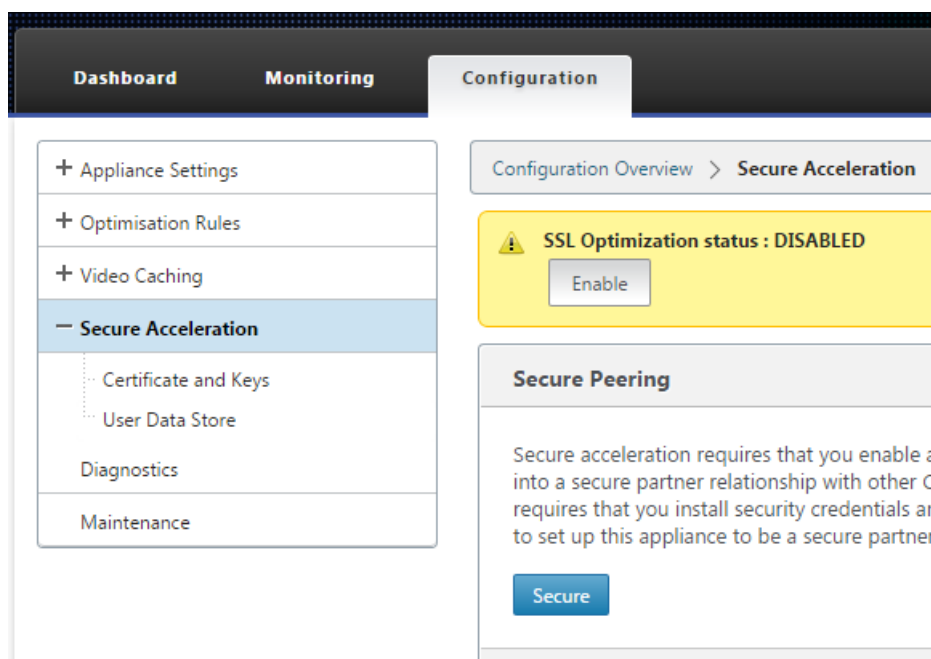 Dashboard Monitoring Configuration
Appliance Settings
Optimisation Rules
Video Caching
Secure Acceleration
Certificate and Keys
User Data Store
Diagnostics
Maintenance
Configuration Overview > Secure Acceleration
SSL Optimization status : DISABLED
Enable
Secure Peering
Secure acceleration requires that you enable
into a secure partner relationship with other
requires that you install security credentials
to set up this appliance to be a secure partner
Secure